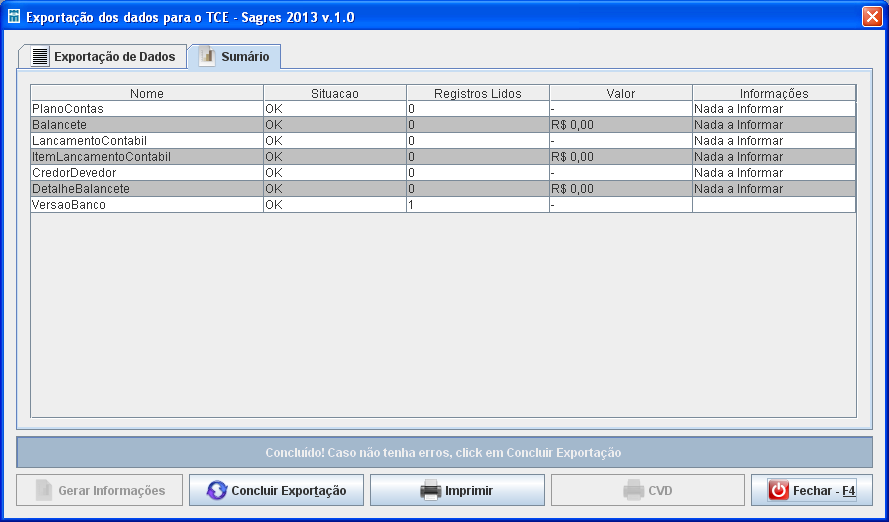 Exportação dos dados para o TCE - Sagres 2013 v.1.0
Exportação de Dados Sumário
Nome Situacao Registros Lidos Valor Informações
PlanoContas OK 0 - Nada a Informar
Balancete OK 0 R$ 0,00 Nada a Informar
LancamentoContabil OK 0 - Nada a Informar
ItemLancamentoContabil OK 0 R$ 0,00 Nada a Informar
CredorDevedor OK 0 - Nada a Informar
DetalheBalancete OK 0 R$ 0,00 Nada a Informar
VersaoBanco OK 1 -
Concluído! Caso não tenha erros, click em Concluir Exportação
Gerar Informações Concluir Exportação Imprimir CVD Fechar - F4